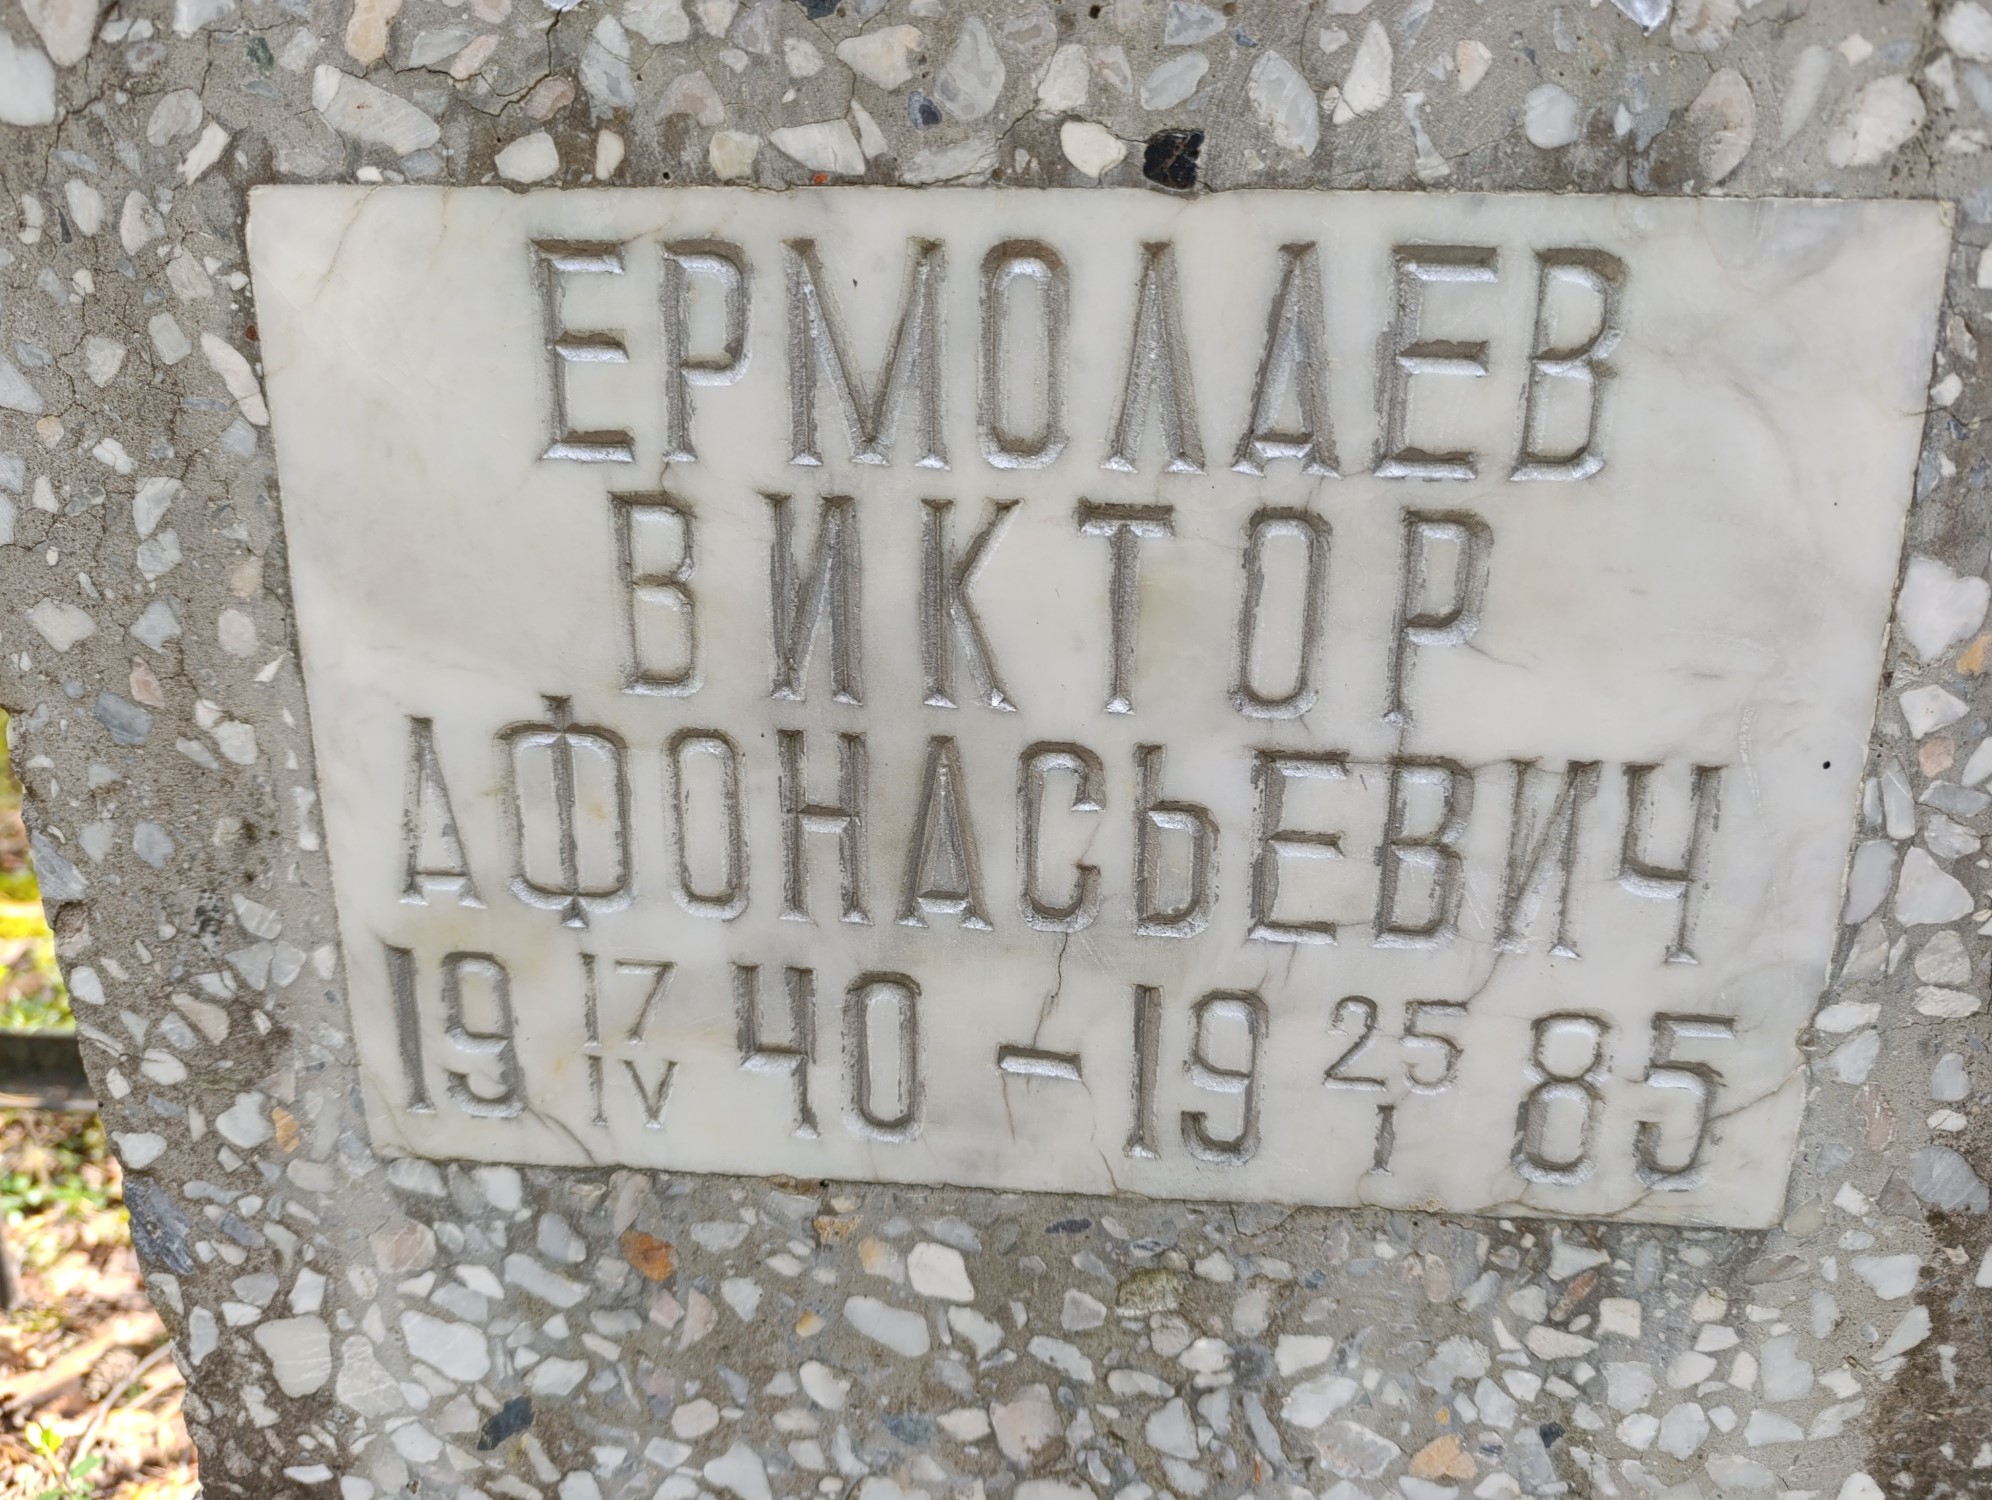 ЕРМОЛАЕВ
ВИКТОР
АФОНАСЬЕВИЧ
19 17/IV 40 - 19 25/I 85